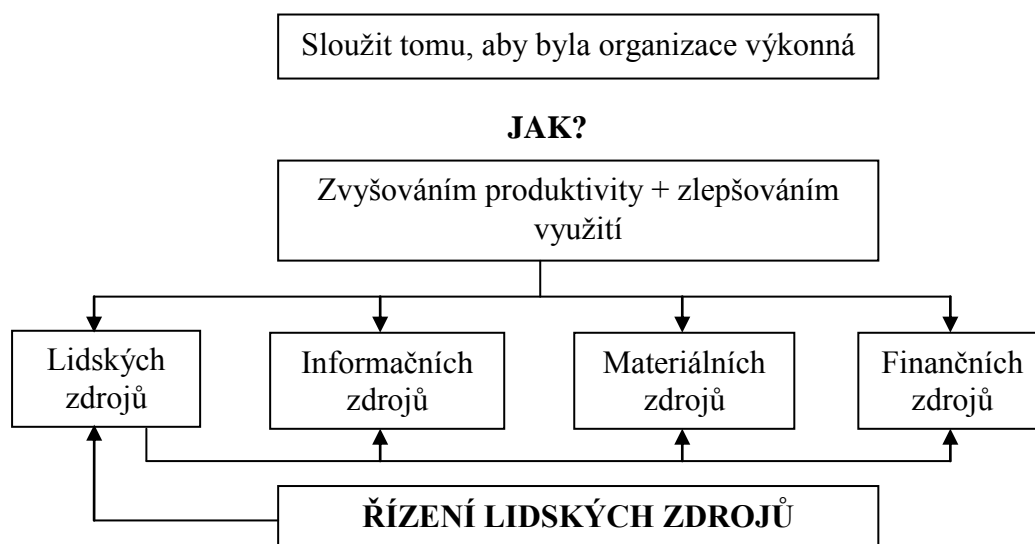 Sloužit tomu, aby byla organizace výkonná
JAK?
Zvyšováním produktivity + zlepšováním
využití
Lidských
zdrojů
Informačních
zdrojů
Materiálních
zdrojů
Finančních
zdrojů
ŘÍZENÍ LIDSKÝCH ZDROJŮ